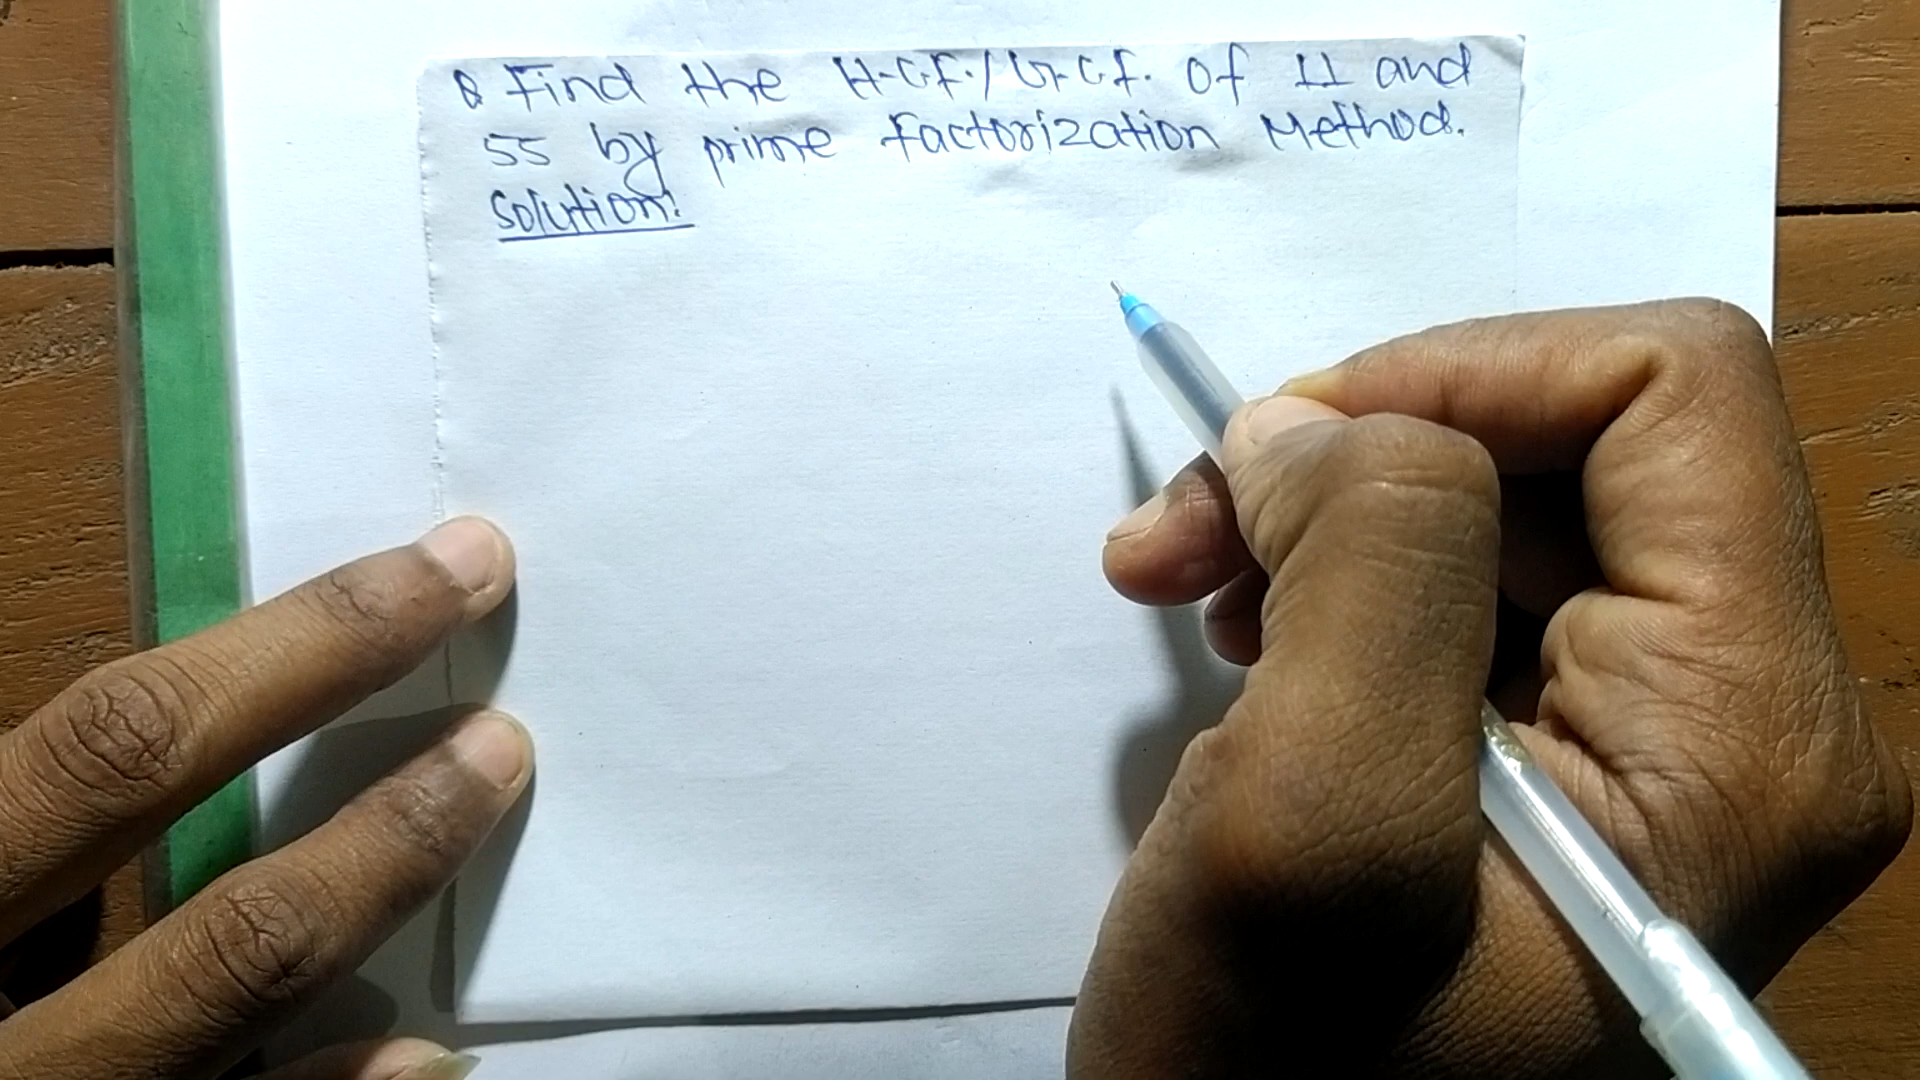 Q Find the H.C.F./G.C.F. of 11 and
55 by prime factorization Method.
Solution: